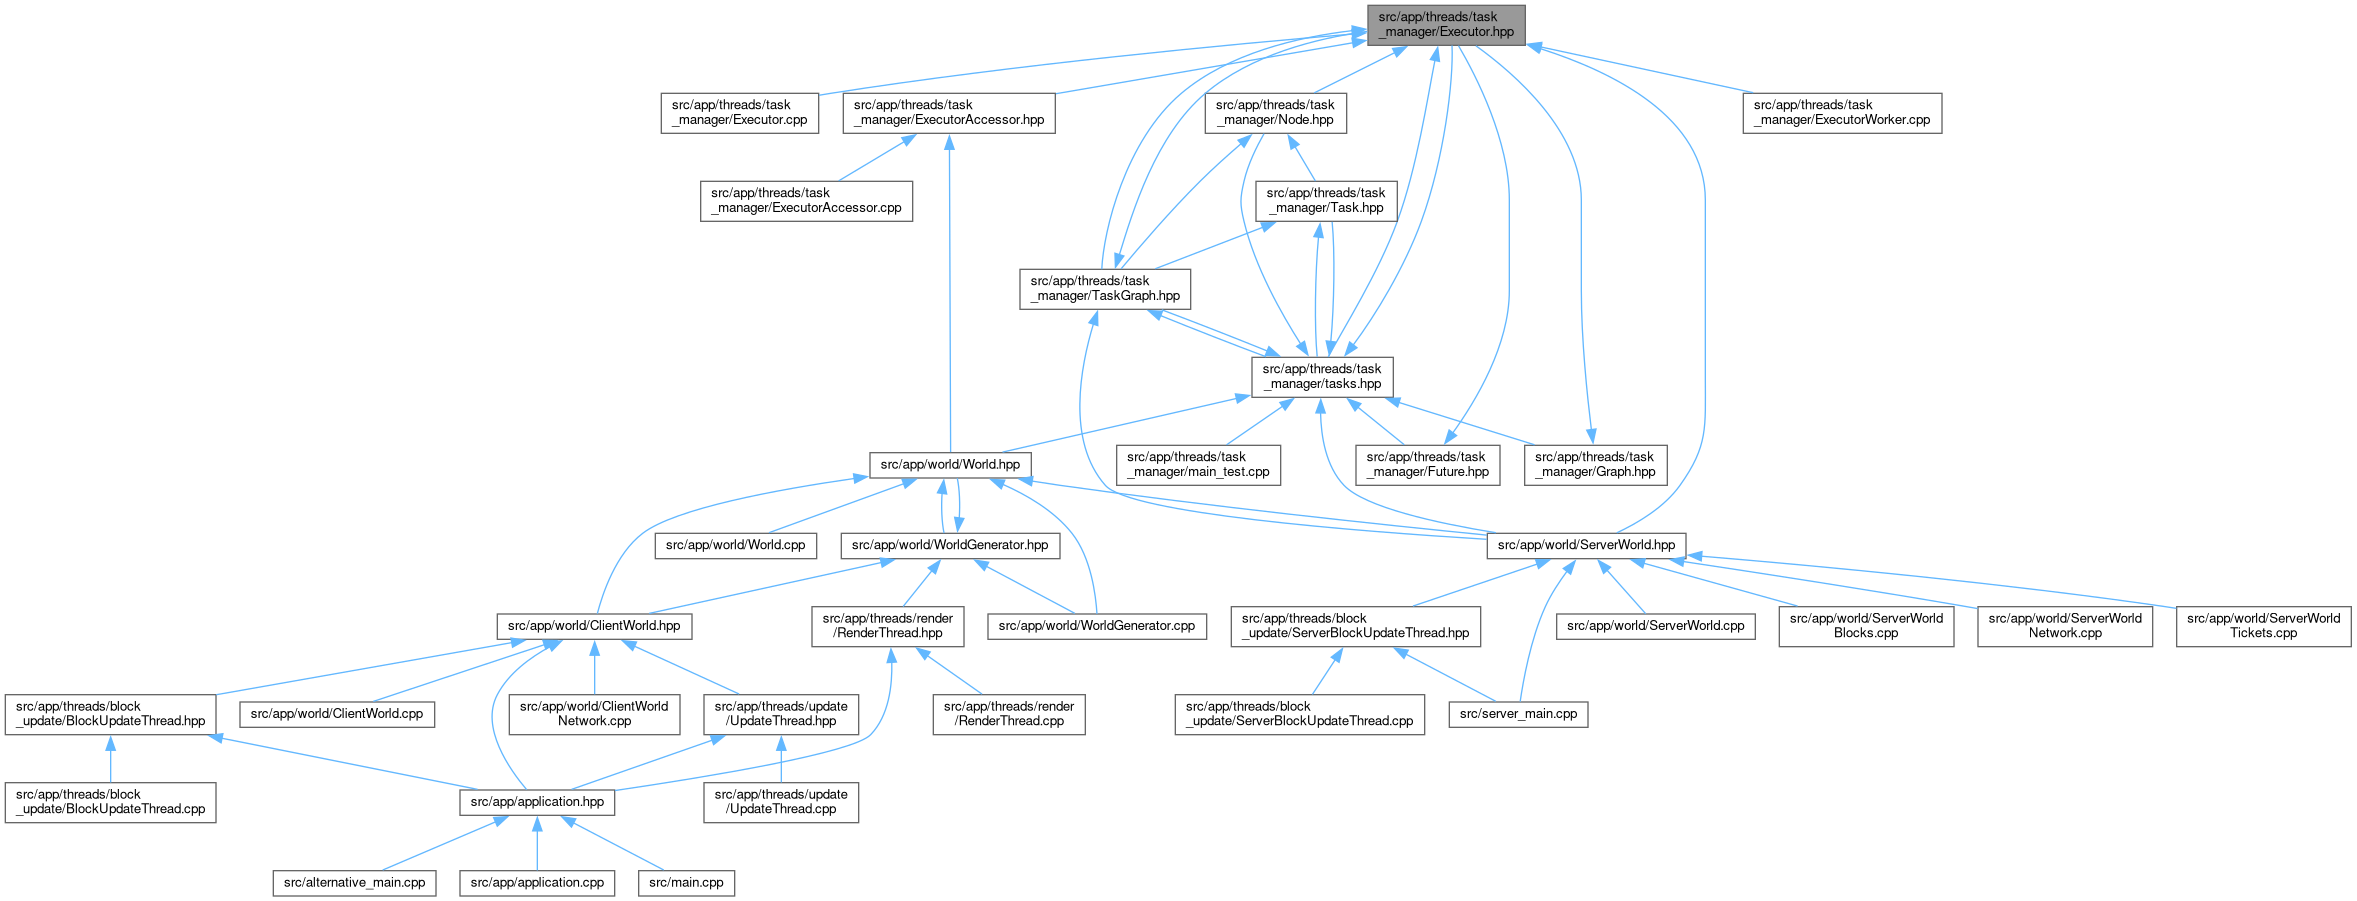 src/app/threads/task
_manager/Executor.hpp
src/app/threads/task
_manager/Executor.cpp
src/app/threads/task
_manager/ExecutorAccessor.hpp
src/app/threads/task
_manager/Node.hpp
src/app/threads/task
_manager/ExecutorWorker.cpp
src/app/threads/task
_manager/ExecutorAccessor.cpp
src/app/threads/task
_manager/Task.hpp
src/app/threads/task
_manager/TaskGraph.hpp
src/app/threads/task
_manager/tasks.hpp
src/app/world/World.hpp
src/app/threads/task
_manager/main_test.cpp
src/app/threads/task
_manager/Future.hpp
src/app/threads/task
_manager/Graph.hpp
src/app/world/World.cpp
src/app/world/WorldGenerator.hpp
src/app/world/ServerWorld.hpp
src/app/world/ClientWorld.hpp
src/app/threads/render
/RenderThread.hpp
src/app/world/WorldGenerator.cpp
src/app/threads/block
_update/ServerBlockUpdateThread.hpp
src/app/world/ServerWorld.cpp
src/app/world/ServerWorld
Blocks.cpp
src/app/world/ServerWorld
Network.cpp
src/app/world/ServerWorld
Tickets.cpp
src/app/threads/block
_update/BlockUpdateThread.hpp
src/app/world/ClientWorld.cpp
src/app/world/ClientWorld
Network.cpp
src/app/threads/update
/UpdateThread.hpp
src/app/threads/render
/RenderThread.cpp
src/app/threads/block
_update/ServerBlockUpdateThread.cpp
src/server_main.cpp
src/app/threads/block
_update/BlockUpdateThread.cpp
src/app/application.hpp
src/app/threads/update
/UpdateThread.cpp
src/alternative_main.cpp
src/app/application.cpp
src/main.cpp